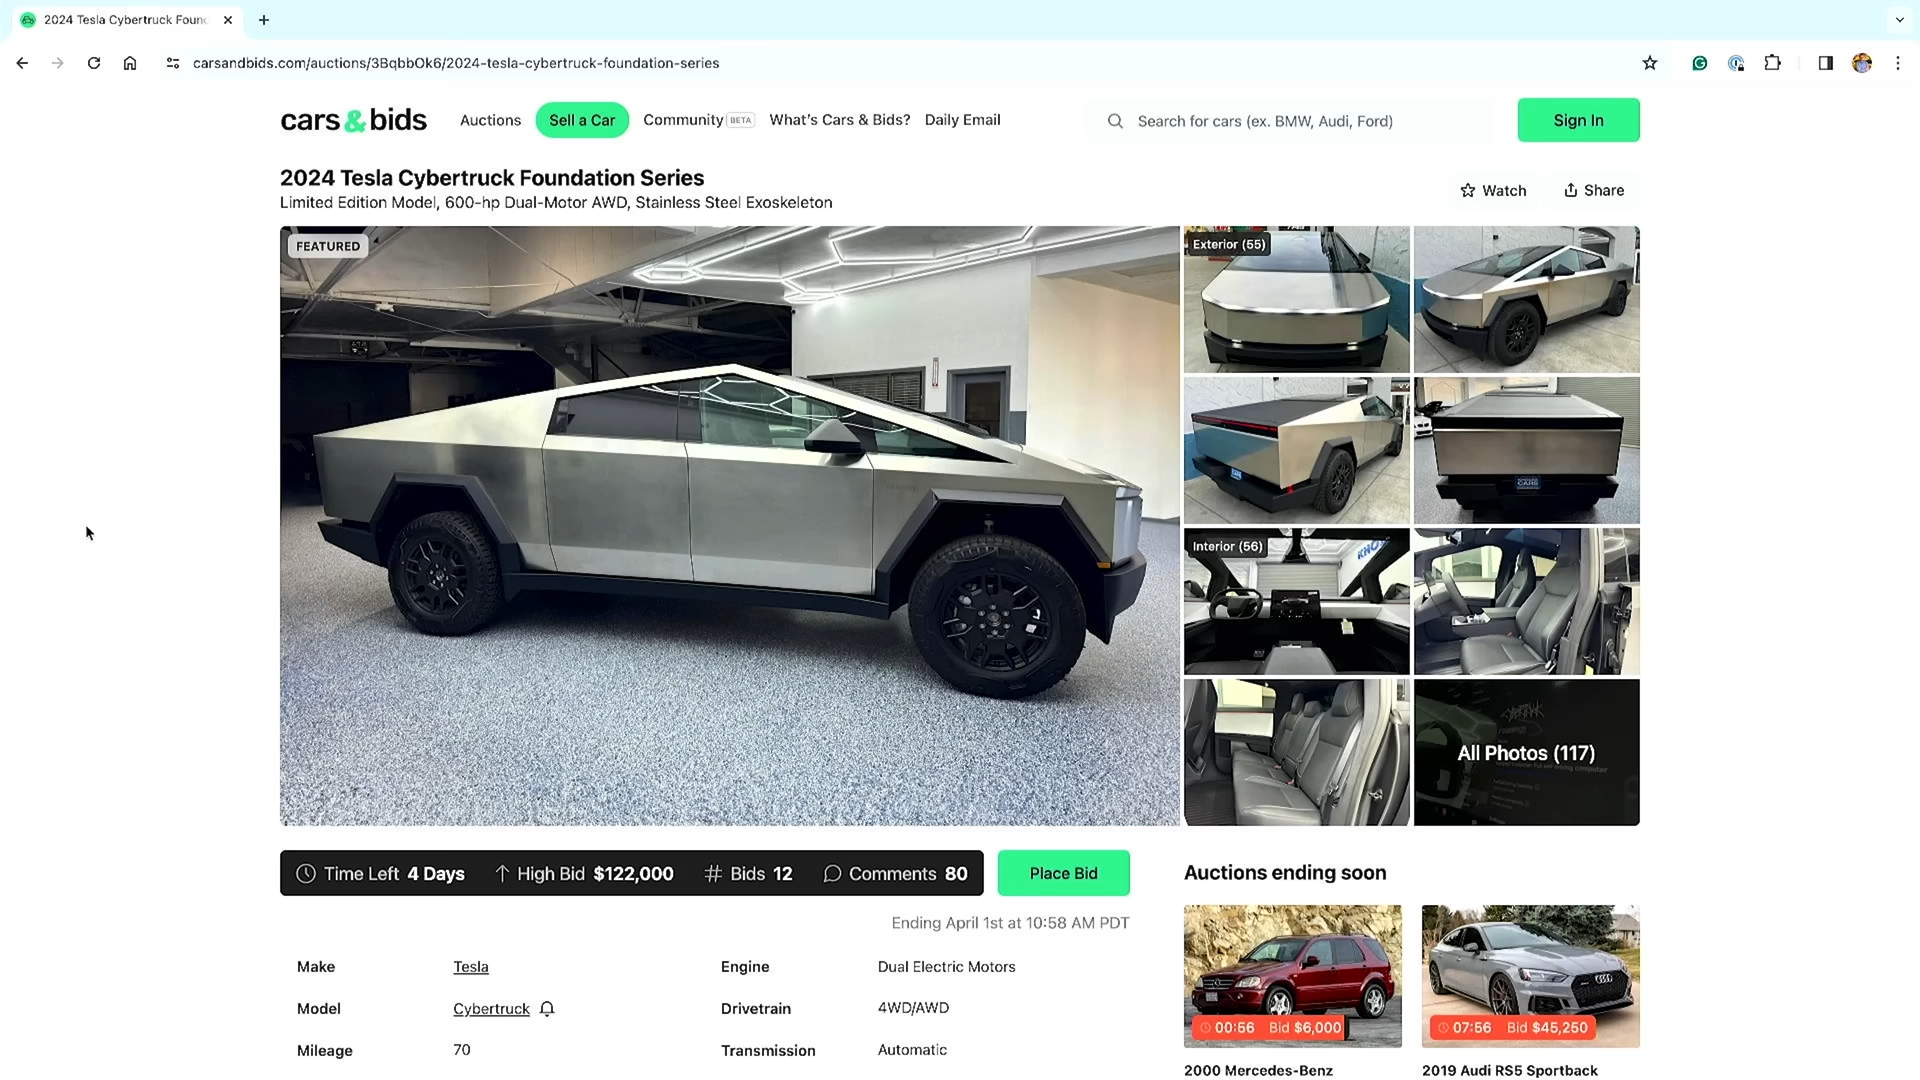 2024 Tesla Cybertruck Foun
carsandbids.com/auctions/3BqbbOk6/2024-tesla-cybertruck-foundation-series
cars&bids
Auctions
Sell a Car
Community BETA
What's Cars & Bids?
Daily Email
Search for cars (ex. BMW, Audi, Ford)
Sign In
2024 Tesla Cybertruck Foundation Series
Limited Edition Model, 600-hp Dual-Motor AWD, Stainless Steel Exoskeleton
Watch
Share
FEATURED
Exterior (55)
Interior (56)
All Photos (117)
Time Left 4 Days
High Bid $122,000
# Bids 12
Comments 80
Place Bid
Ending April 1st at 10:58 AM PDT
Make Tesla
Engine Dual Electric Motors
Model Cybertruck
Drivetrain 4WD/AWD
Mileage 70
Transmission Automatic
Auctions ending soon
00:56 Bid $6,000
07:56 Bid $45,250
2000 Mercedes-Benz
2019 Audi RS5 Sportback